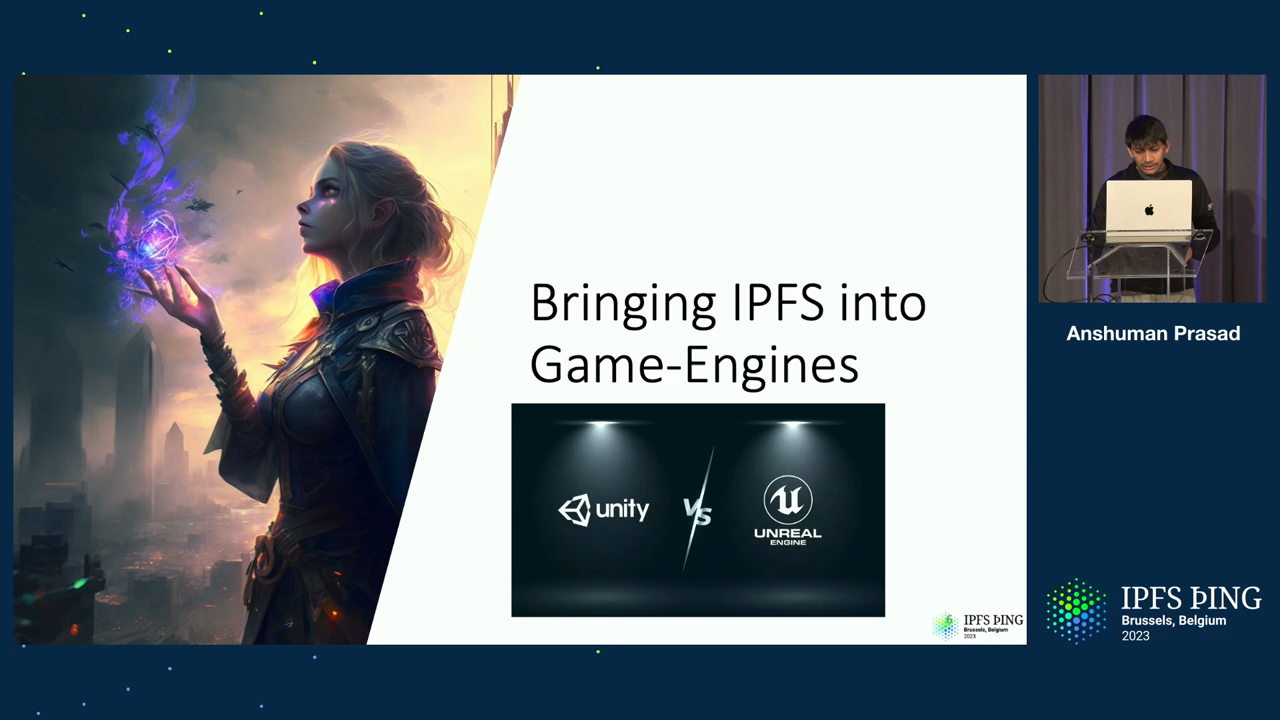 Bringing IPFS into
Game-Engines
unity
VS
UNREAL
ENGINE
6
IPFS ÞING
Brussels, Belgium
2023
Anshuman Prasad
IPFS ÞING
Brussels, Belgium
2023